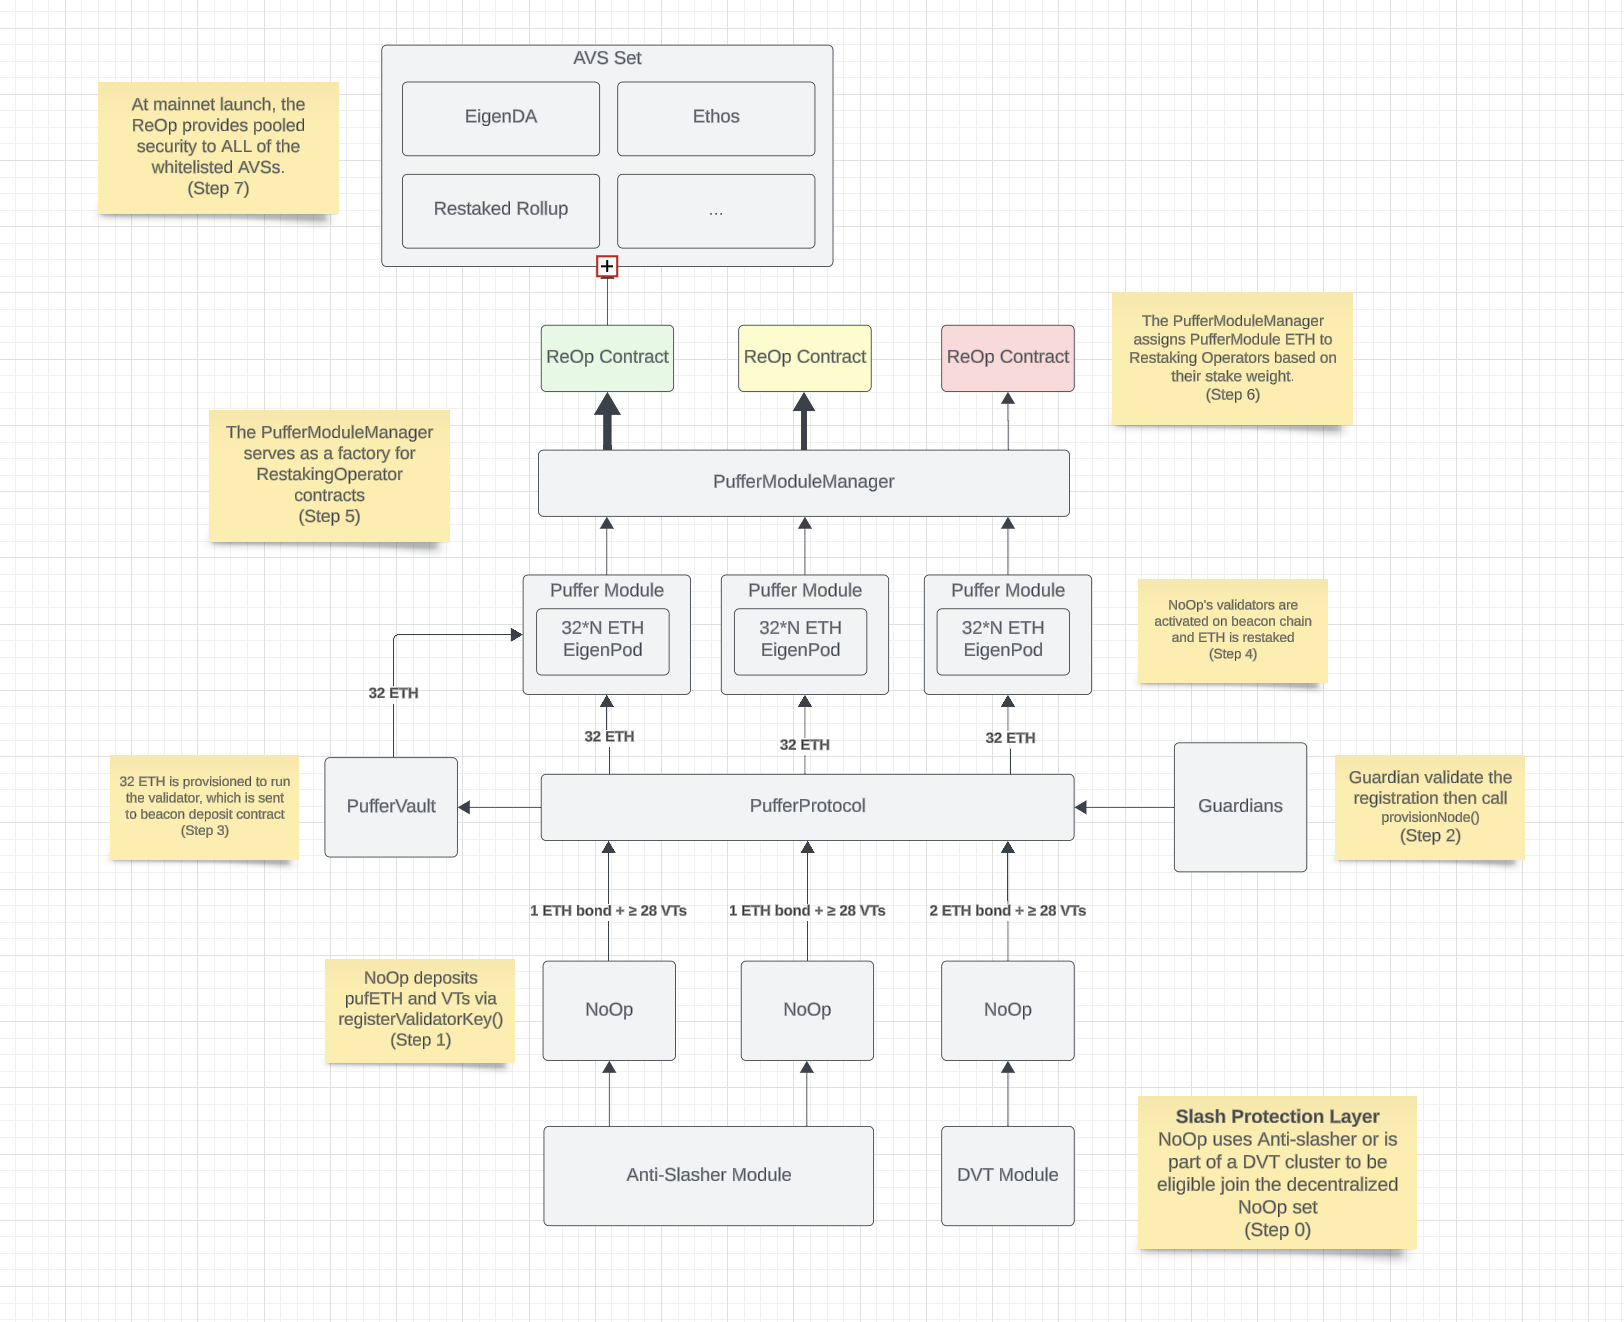 AVS Set
At mainnet launch, the
ReOp provides pooled
security to ALL of the
whitelisted AVSs.
(Step 7)
EigenDA
Ethos
Restaked Rollup
...
ReOp Contract
ReOp Contract
ReOp Contract
The PufferModuleManager
assigns PufferModule ETH to
Restaking Operators based on
their stake weight.
(Step 6)
The PufferModuleManager
serves as a factory for
RestakingOperator
contracts
(Step 5)
PufferModuleManager
Puffer Module
32*N ETH
EigenPod
Puffer Module
32*N ETH
EigenPod
Puffer Module
32*N ETH
EigenPod
NoOp's validators are
activated on beacon chain
and ETH is restaked
(Step 4)
32 ETH
32 ETH
32 ETH
32 ETH
32 ETH is provisioned to run
the validator, which is sent
to beacon deposit contract
(Step 3)
PufferVault
PufferProtocol
Guardians
Guardian validate the
registration then call
provisionNode()
(Step 2)
1 ETH bond + ≥ 28 VTs
1 ETH bond + ≥ 28 VTs
2 ETH bond + ≥ 28 VTs
NoOp deposits
pufETH and VTs via
registerValidatorKey()
(Step 1)
NoOp
NoOp
NoOp
Anti-Slasher Module
DVT Module
Slash Protection Layer
NoOp uses Anti-slasher or is
part of a DVT cluster to be
eligible join the decentralized
NoOp set
(Step 0)